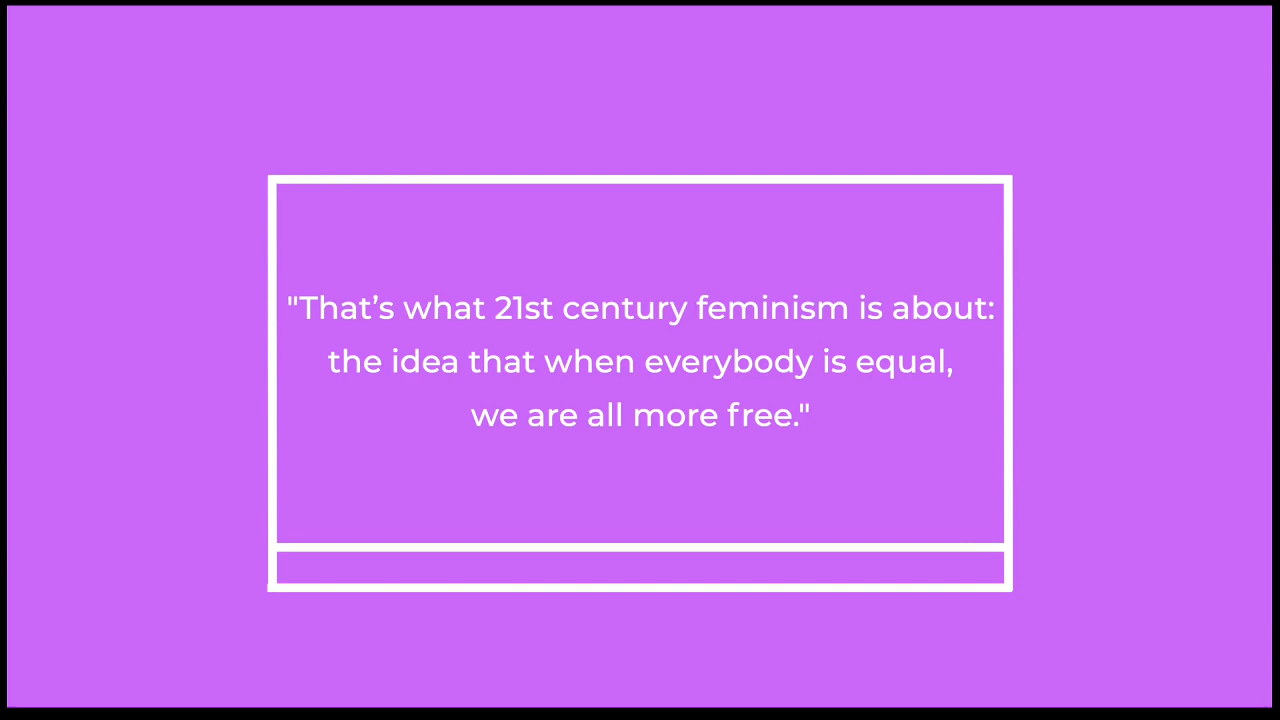 "That’s what 21st century feminism is about:
the idea that when everybody is equal,
we are all more free."